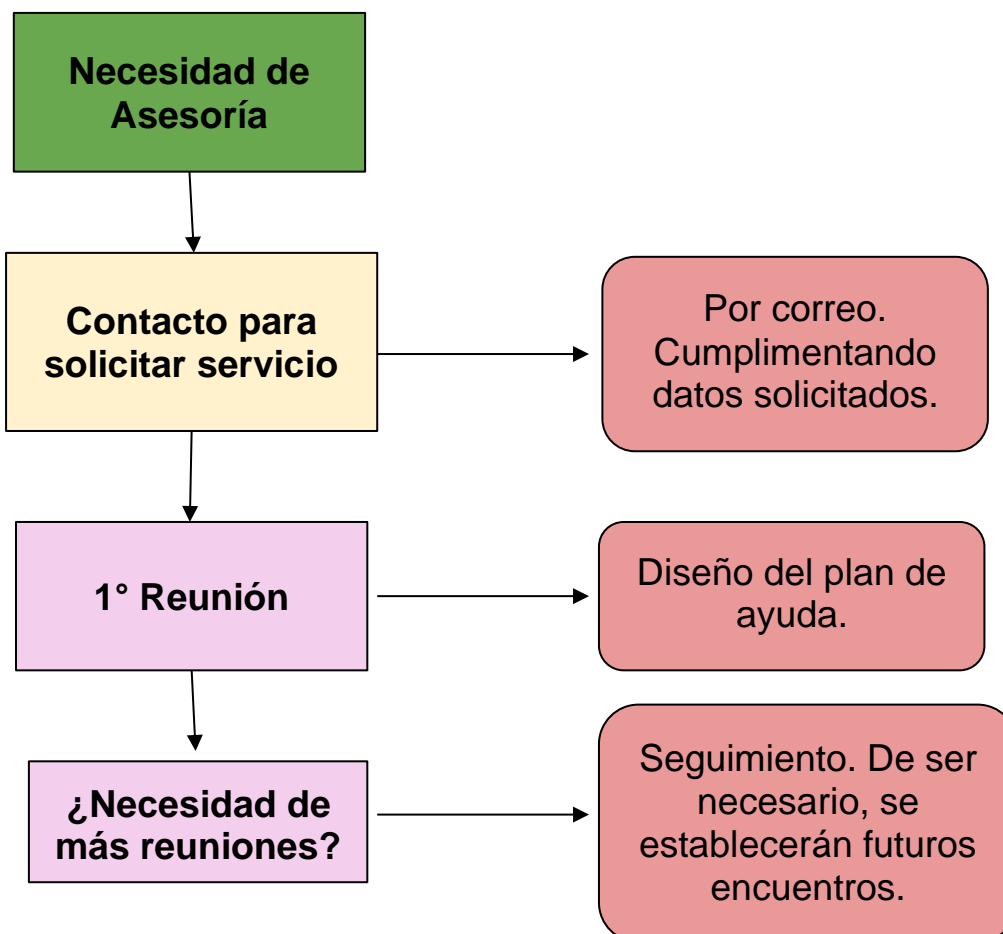 Necesidad de
Asesoría
Contacto para
solicitar servicio
Por correo.
Cumplimentando
datos solicitados.
1° Reunión
Diseño del plan de
ayuda.
¿Necesidad de
más reuniones?
Seguimiento. De ser
necesario, se
establecerán futuros
encuentros.